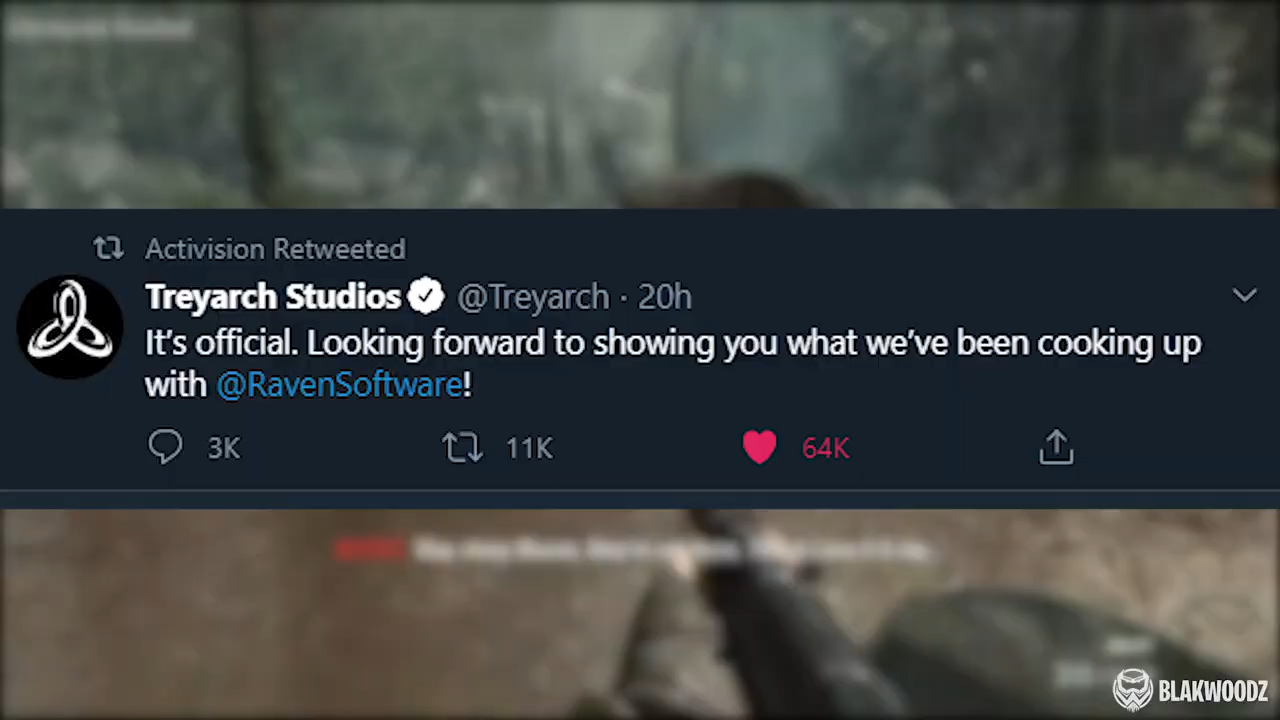 Activision Retweeted
Treyarch Studios @Treyarch · 20h
It's official. Looking forward to showing you what we've been cooking up
with @RavenSoftware!
3K 11K 64K
BLAKWOODZ